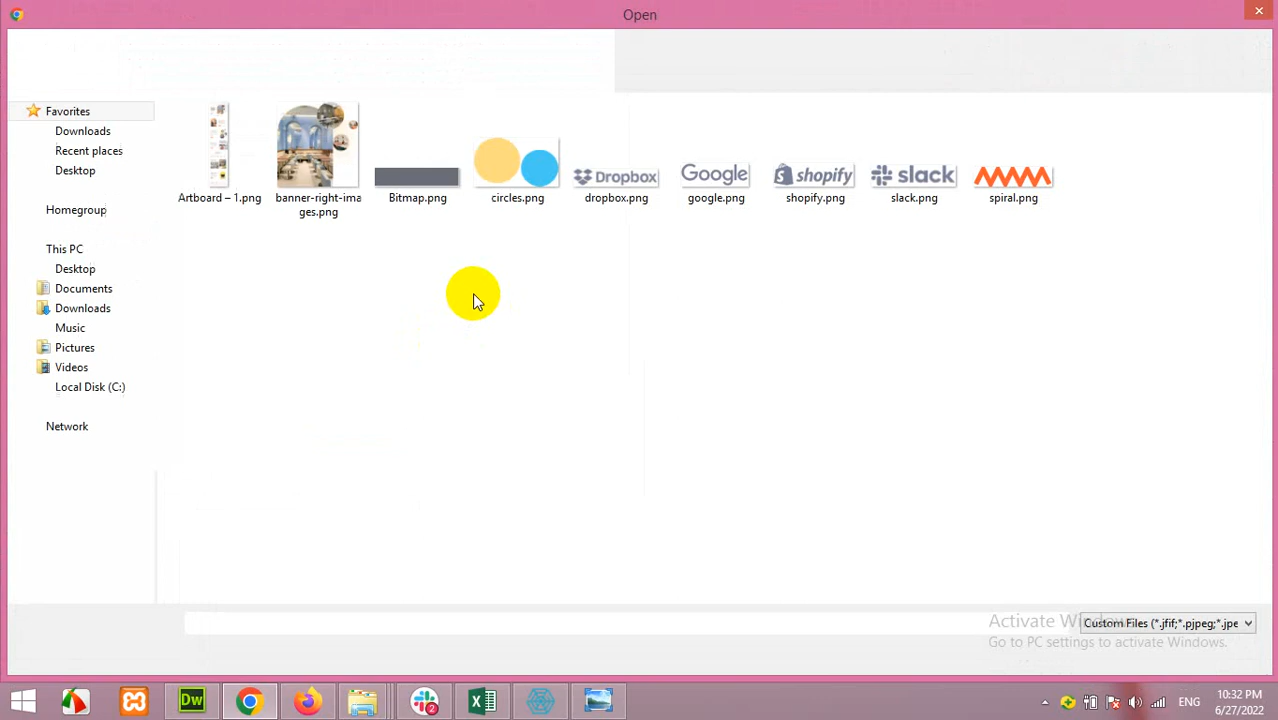 Open
Favorites
Downloads
Recent places
Desktop
Homegroup
This PC
Desktop
Documents
Downloads
Music
Pictures
Videos
Local Disk (C:)
Network
Dropbox
Google
shopify
slack
Artboard – 1.png
banner-right-ima
ges.png
Bitmap.png
circles.png
dropbox.png
google.png
shopify.png
slack.png
spiral.png
Activate Windows
Custom Files (*.jfif;*.pjpeg;*.jpe
Go to PC settings to activate Windows.
Dw
2
ENG
10:32 PM
6/27/2022